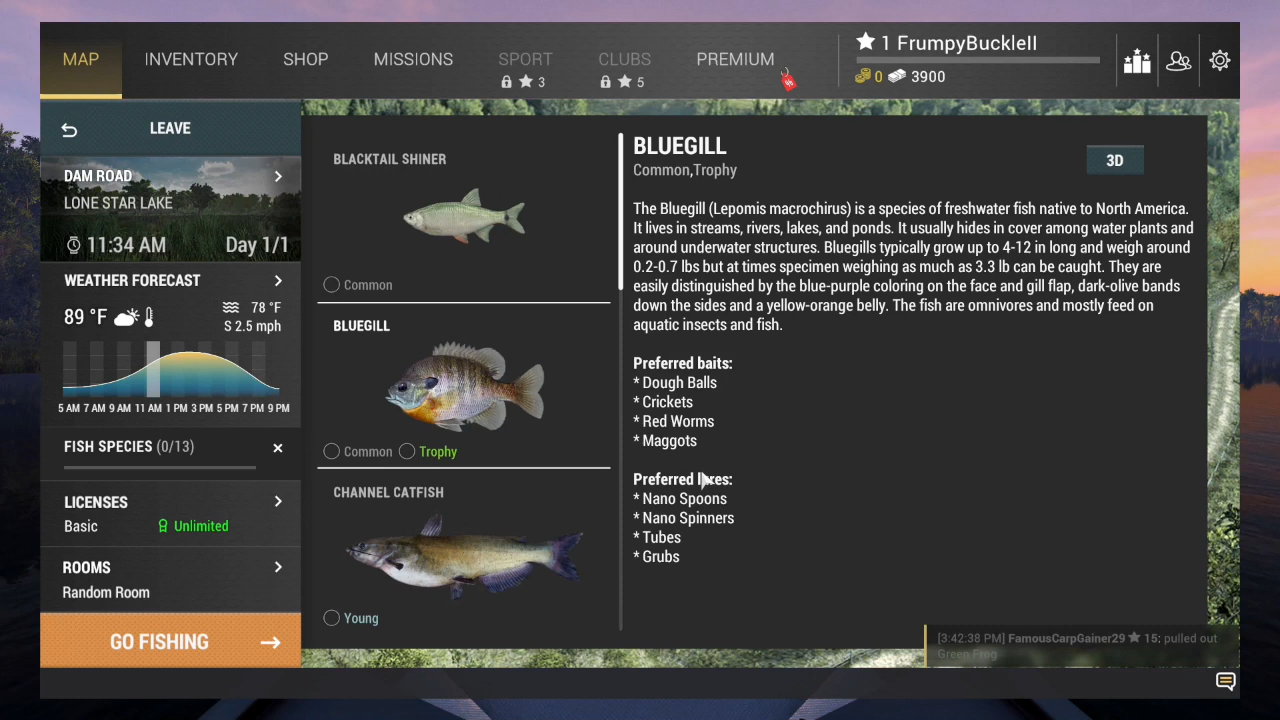 MAP
INVENTORY
SHOP
MISSIONS
SPORT
3
CLUBS
5
PREMIUM
%
1 FrumpyBuckleII
0 3900
LEAVE
DAM ROAD
LONE STAR LAKE
11:34 AM Day 1/1
WEATHER FORECAST
89 °F
78 °F
S 2.5 mph
5 AM 7 AM 9 AM 11 AM 1 PM 3 PM 5 PM 7 PM 9 PM
FISH SPECIES (0/13)
LICENSES
Basic Unlimited
ROOMS
Random Room
GO FISHING
BLACKTAIL SHINER
Common
BLUEGILL
Common Trophy
CHANNEL CATFISH
Young
BLUEGILL
Common,Trophy
3D
The Bluegill (Lepomis macrochirus) is a species of freshwater fish native to North America.
It lives in streams, rivers, lakes, and ponds. It usually hides in cover among water plants and
around underwater structures. Bluegills typically grow up to 4-12 in long and weigh around
0.2-0.7 lbs but at times specimen weighing as much as 3.3 lb can be caught. They are
easily distinguished by the blue-purple coloring on the face and gill flap, dark-olive bands
down the sides and a yellow-orange belly. The fish are omnivores and mostly feed on
aquatic insects and fish.
Preferred baits:
* Dough Balls
* Crickets
* Red Worms
* Maggots
Preferred lures:
* Nano Spoons
* Nano Spinners
* Tubes
* Grubs
[3:42:38 PM] FamousCarpGainer29 15: pulled out
Green Frog